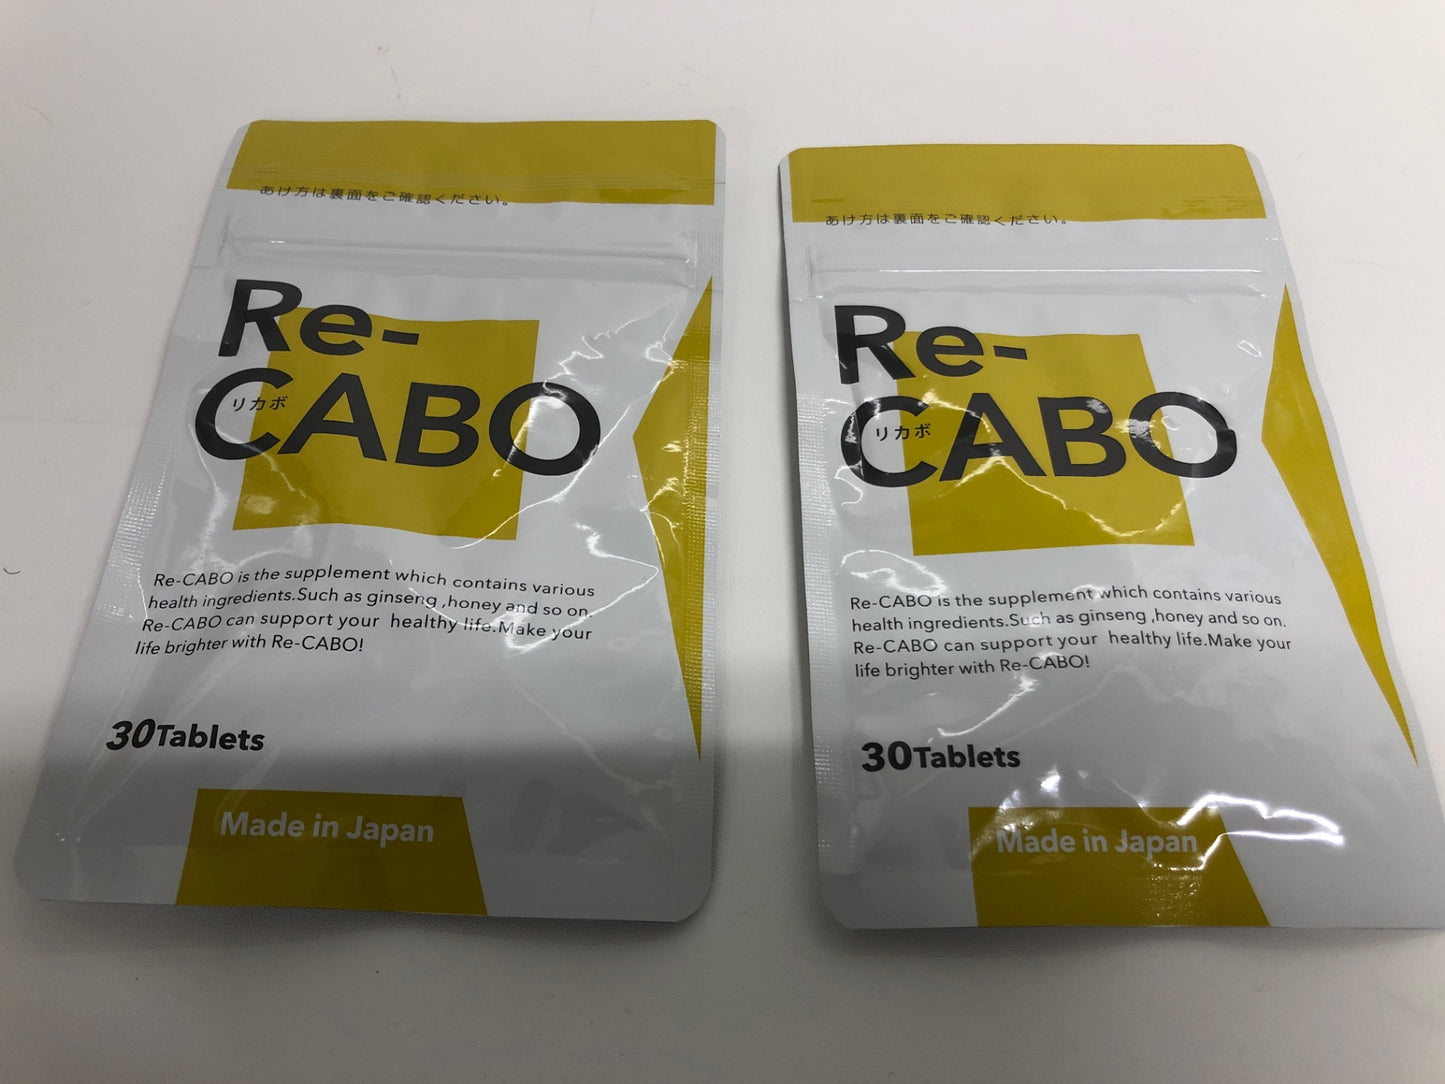 あけ方は裏面をご確認ください。
Re-
CABO
リカボ
Re-CABO is the supplement which contains various
health ingredients.Such as ginseng ,honey and so on.
Re-CABO can support your healthy life.Make your
life brighter with Re-CABO!
30Tablets
Made in Japan
あけ方は裏面をご確認ください。
Re-
CABO
リカボ
Re-CABO is the supplement which contains various
health ingredients.Such as ginseng ,honey and so on.
Re-CABO can support your healthy life.Make your
life brighter with Re-CABO!
30Tablets
Made in Japan